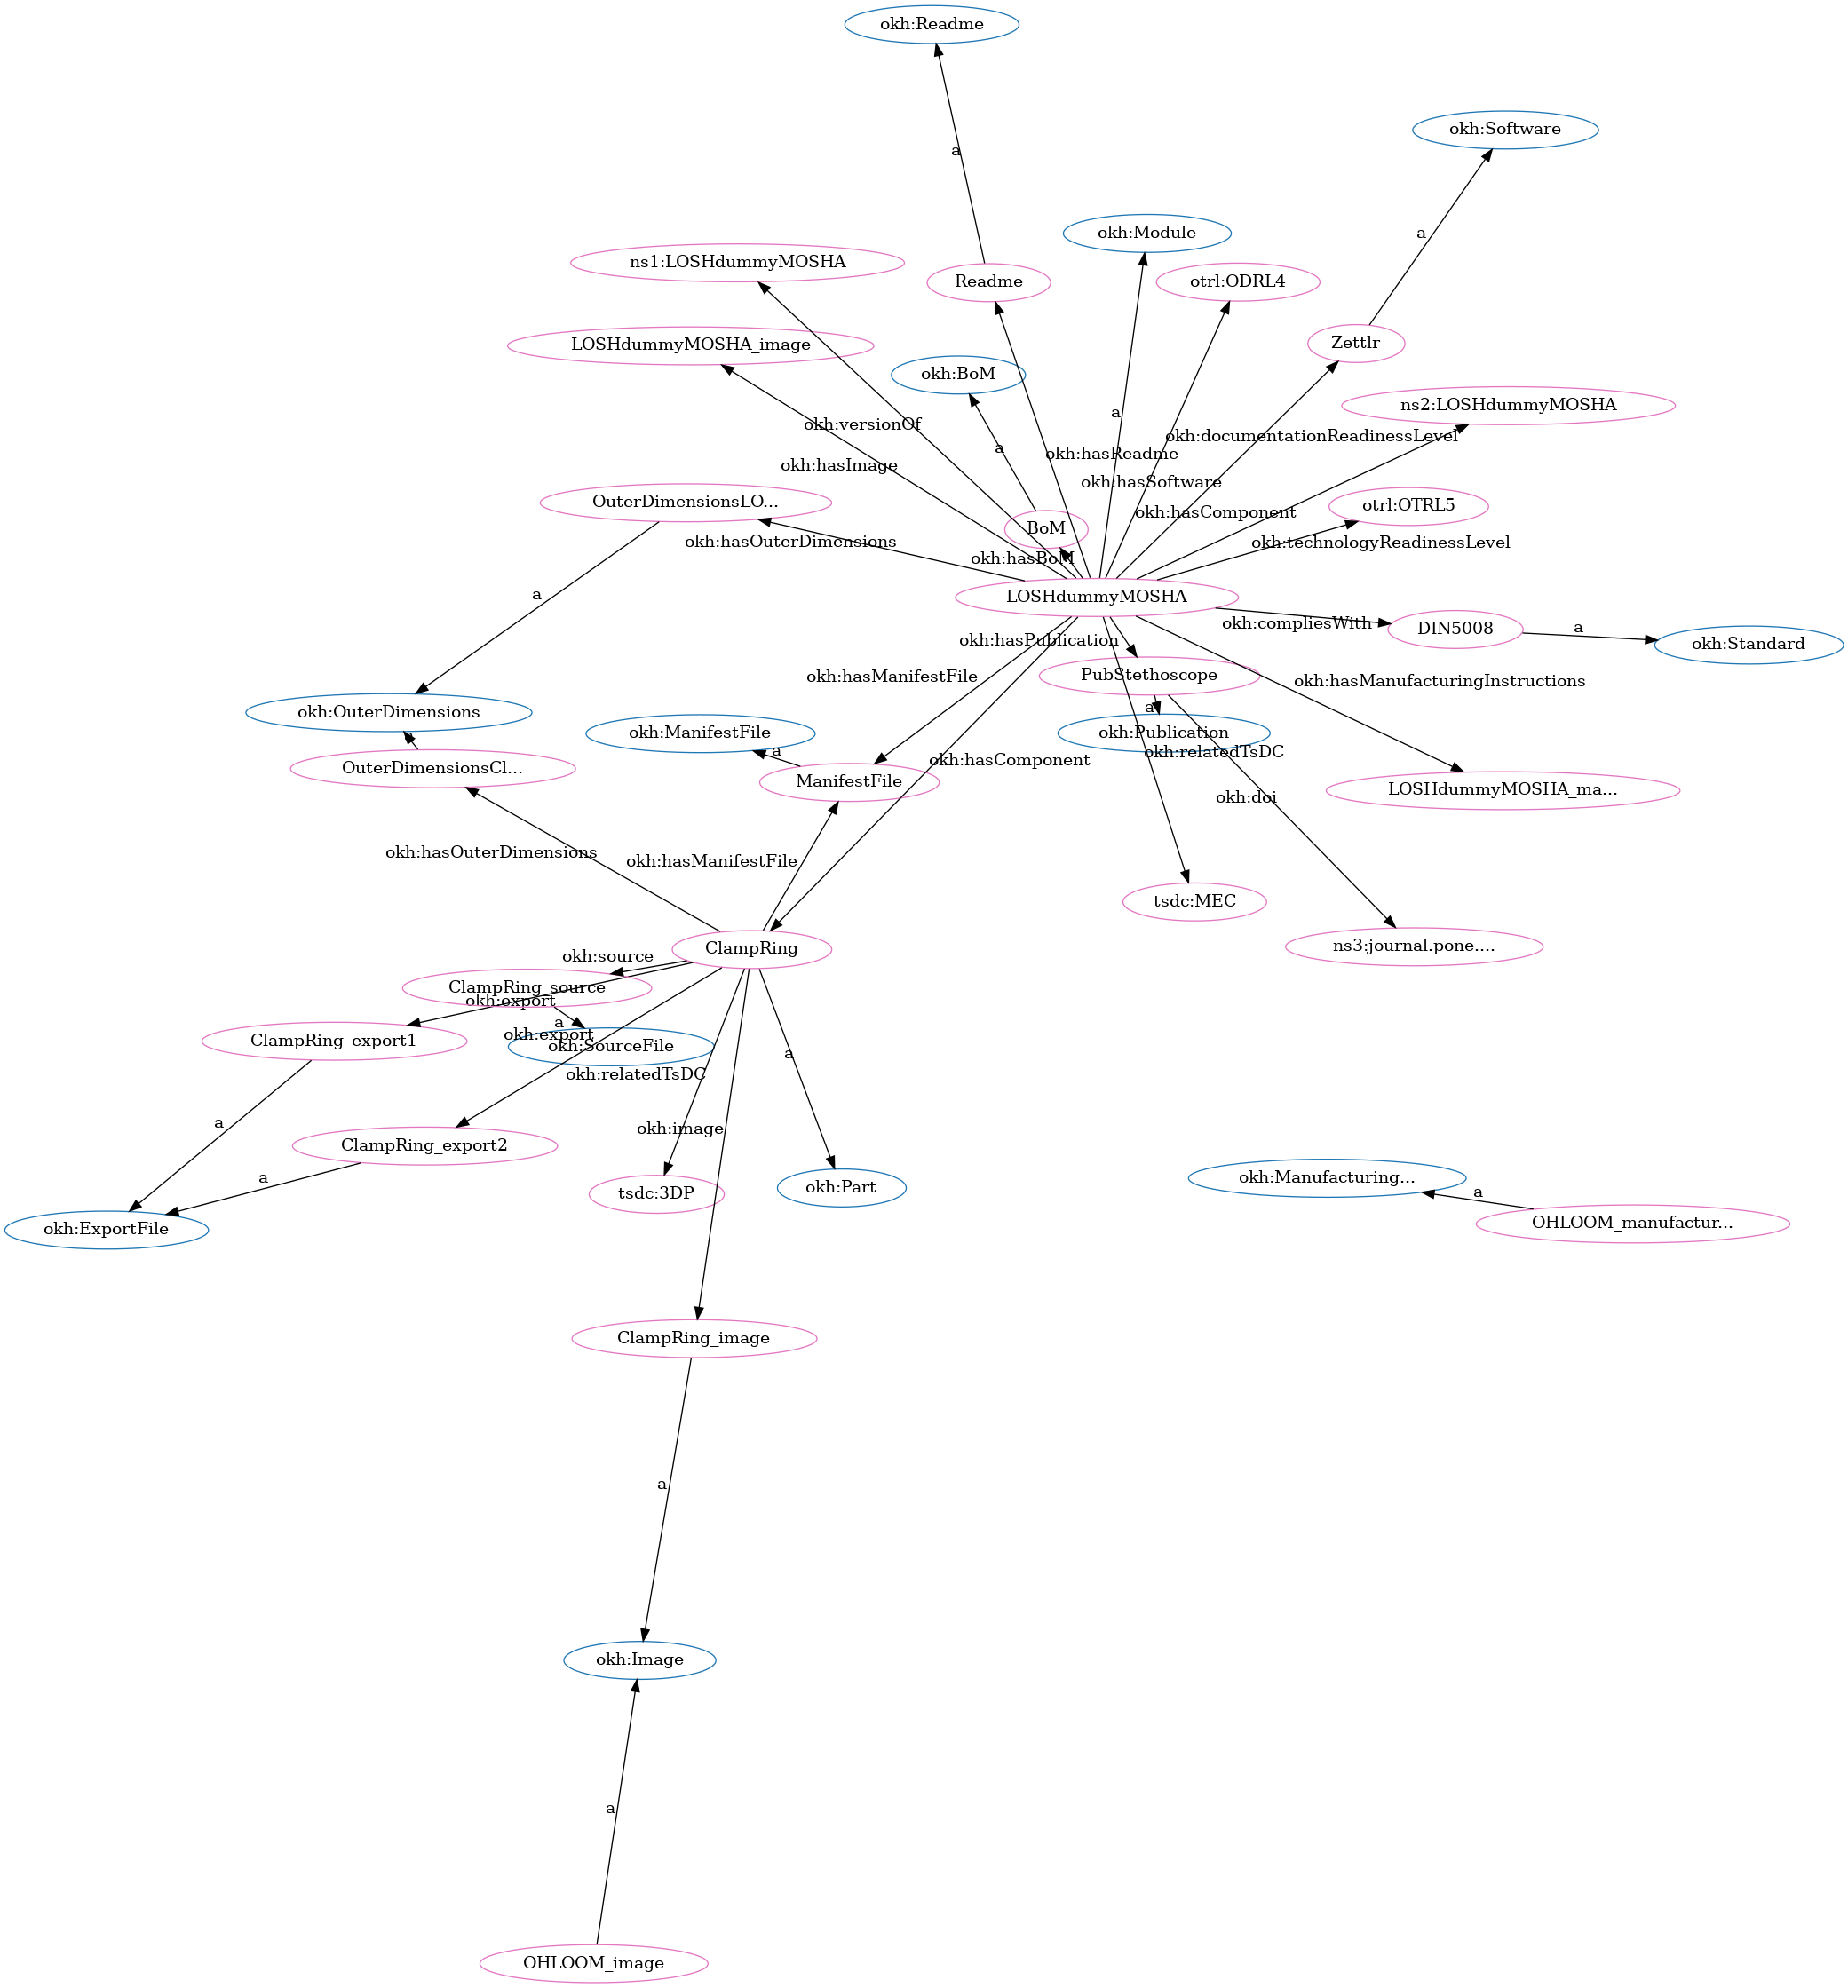 okh:Readme
okh:Software
a
a
okh:Module
ns1:LOSHdummyMOSHA
Readme
otrl:ODRL4
Zettlr
LOSHdummyMOSHA_image
okh:BoM
ns2:LOSHdummyMOSHA
a
okh:versionOf
okh:documentationReadinessLevel
a
okh:hasReadme
okh:hasImage
okh:hasSoftware
OuterDimensionsLO...
otrl:OTRL5
okh:hasComponent
BoM
okh:hasOuterDimensions
okh:technologyReadinessLevel
okh:hasBoM
a
LOSHdummyMOSHA
okh:compliesWith
DIN5008
a
okh:Standard
okh:hasPublication
okh:hasManifestFile
PubStethoscope
okh:hasManufacturingInstructions
a
okh:OuterDimensions
okh:ManifestFile
okh:Publication
a
a
okh:relatedTsDC
okh:hasComponent
OuterDimensionsCl...
ManifestFile
LOSHdummyMOSHA_ma...
okh:doi
okh:hasOuterDimensions
okh:hasManifestFile
tsdc:MEC
ClampRing
ns3:journal.pone....
okh:source
ClampRing_source
okh:export
a
okh:export
ClampRing_export1
okh:SourceFile
a
okh:relatedTsDC
a
okh:image
ClampRing_export2
a
tsdc:3DP
okh:Part
okh:Manufacturing...
a
okh:ExportFile
OHLOOM_manufactur...
ClampRing_image
a
okh:Image
a
OHLOOM_image